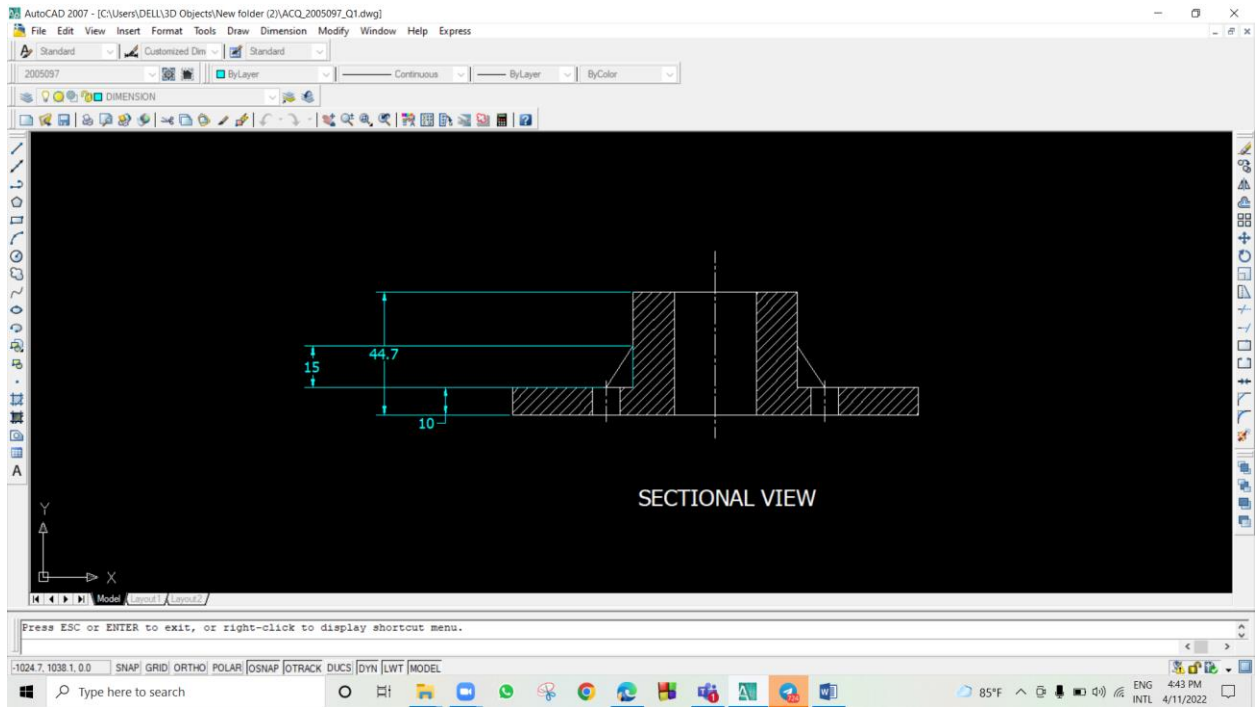 AutoCAD 2007 - [C:\Users\DELL\3D Objects\New folder (2)\ACQ_2005097_Q1.dwg]
File Edit View Insert Format Tools Draw Dimension Modify Window Help Express
Standard Customized Dim Standard
2005097 ByLayer Continuous ByLayer ByColor
DIMENSION
44.7
15
10
SECTIONAL VIEW
Y
X
Model Layout1 Layout2
Press ESC or ENTER to exit, or right-click to display shortcut menu.
-1024.7, 1038.1, 0.0 SNAP GRID ORTHO POLAR OSNAP OTRACK DUCS DYN LWT MODEL
Type here to search 85°F ENG 4:43 PM
INTL 4/11/2022